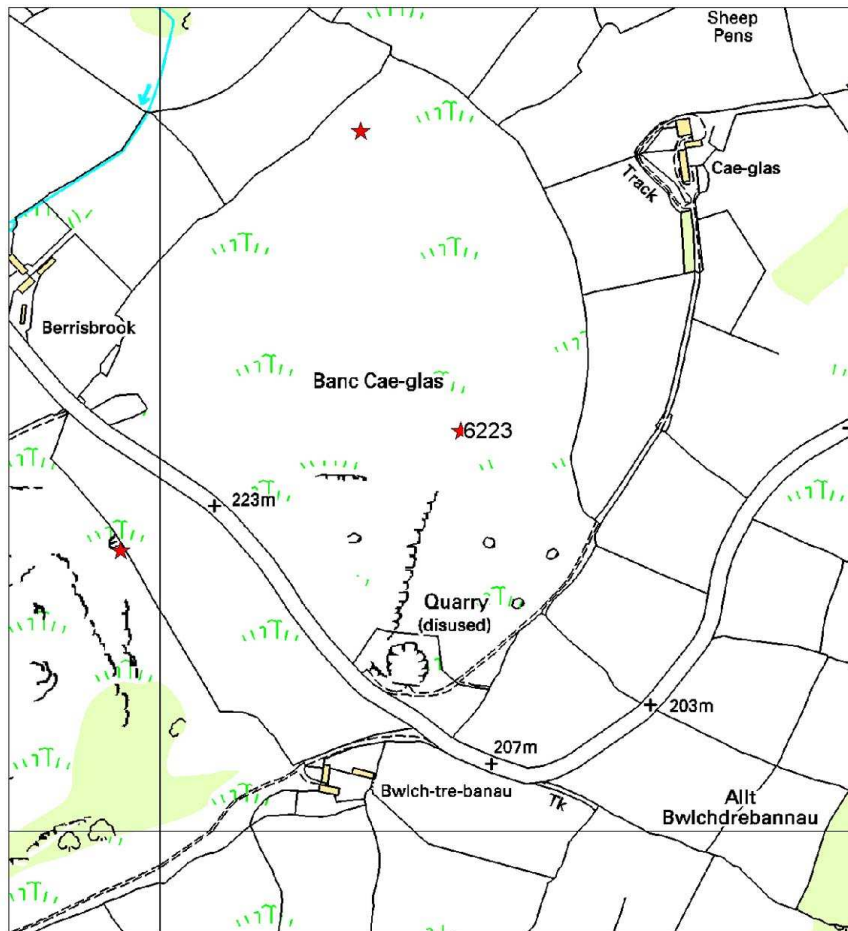 Sheep
Pens
Cae-glas
Track
Berrisbrook
Banc Cae-glas
6223
223m
Quarry
(disused)
203m
207m
Bwlch-tre-banau
Tk
Allt
Bwlchdrebannau